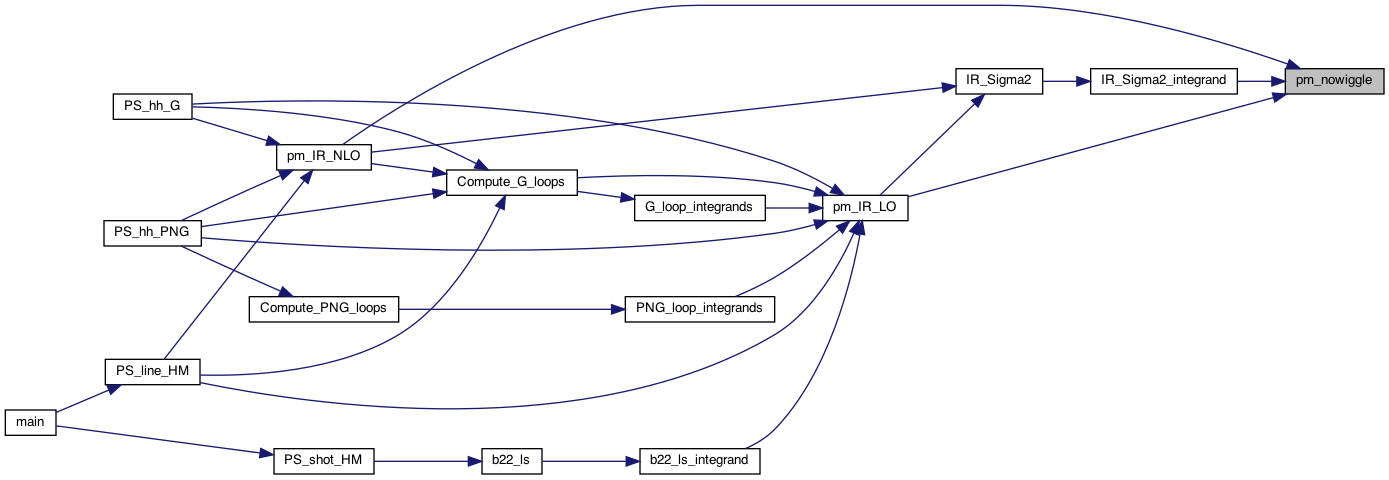 IR_Sigma2
IR_Sigma2_integrand
pm_nowiggle
PS_hh_G
pm_IR_NLO
Compute_G_loops
G_loop_integrands
pm_IR_LO
PS_hh_PNG
Compute_PNG_loops
PNG_loop_integrands
PS_line_HM
main
PS_shot_HM
b22_ls
b22_ls_integrand